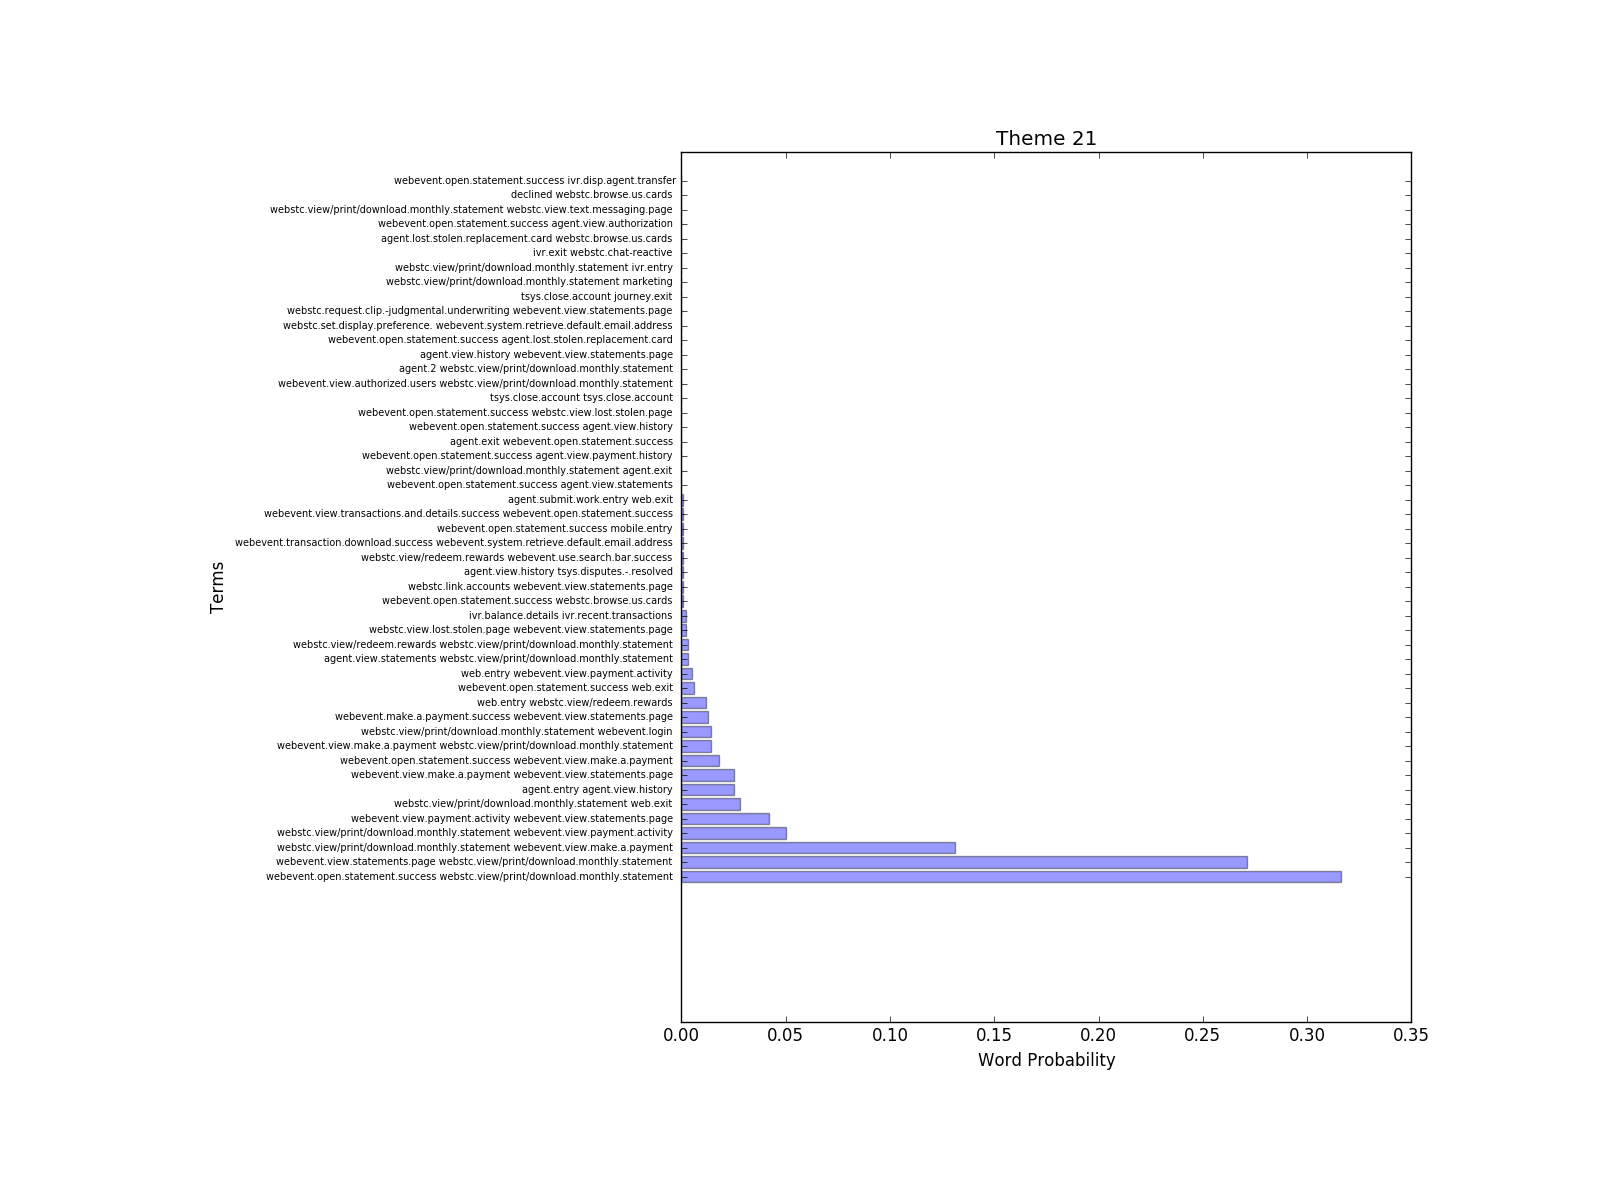 Theme 21
webevent.open.statement.success ivr.disp.agent.transfer
declined webstc.browse.us.cards
webstc.view/print/download.monthly.statement webstc.view.text.messaging.page
webevent.open.statement.success agent.view.authorization
agent.lost.stolen.replacement.card webstc.browse.us.cards
ivr.exit webstc.chat-reactive
webstc.view/print/download.monthly.statement ivr.entry
webstc.view/print/download.monthly.statement marketing
tsys.close.account journey.exit
webstc.request.clip.-judgmental.underwriting webevent.view.statements.page
webstc.set.display.preference. webevent.system.retrieve.default.email.address
webevent.open.statement.success agent.lost.stolen.replacement.card
agent.view.history webevent.view.statements.page
agent.2 webstc.view/print/download.monthly.statement
webevent.view.authorized.users webstc.view/print/download.monthly.statement
tsys.close.account tsys.close.account
webevent.open.statement.success webstc.view.lost.stolen.page
webevent.open.statement.success agent.view.history
agent.exit webevent.open.statement.success
webevent.open.statement.success agent.view.payment.history
webstc.view/print/download.monthly.statement agent.exit
webevent.open.statement.success agent.view.statements
agent.submit.work.entry web.exit
webevent.view.transactions.and.details.success webevent.open.statement.success
webevent.open.statement.success mobile.entry
webevent.transaction.download.success webevent.system.retrieve.default.email.address
webstc.view/redeem.rewards webevent.use.search.bar.success
agent.view.history tsys.disputes.-.resolved
webstc.link.accounts webevent.view.statements.page
webevent.open.statement.success webstc.browse.us.cards
ivr.balance.details ivr.recent.transactions
webstc.view.lost.stolen.page webevent.view.statements.page
webstc.view/redeem.rewards webstc.view/print/download.monthly.statement
agent.view.statements webstc.view/print/download.monthly.statement
web.entry webevent.view.payment.activity
webevent.open.statement.success web.exit
web.entry webstc.view/redeem.rewards
webevent.make.a.payment.success webevent.view.statements.page
webstc.view/print/download.monthly.statement webevent.login
webevent.view.make.a.payment webstc.view/print/download.monthly.statement
webevent.open.statement.success webevent.view.make.a.payment
webevent.view.make.a.payment webevent.view.statements.page
agent.entry agent.view.history
webstc.view/print/download.monthly.statement web.exit
webevent.view.payment.activity webevent.view.statements.page
webstc.view/print/download.monthly.statement webevent.view.payment.activity
webstc.view/print/download.monthly.statement webevent.view.make.a.payment
webevent.view.statements.page webstc.view/print/download.monthly.statement
webevent.open.statement.success webstc.view/print/download.monthly.statement
Terms
0.00 0.05 0.10 0.15 0.20 0.25 0.30 0.35
Word Probability